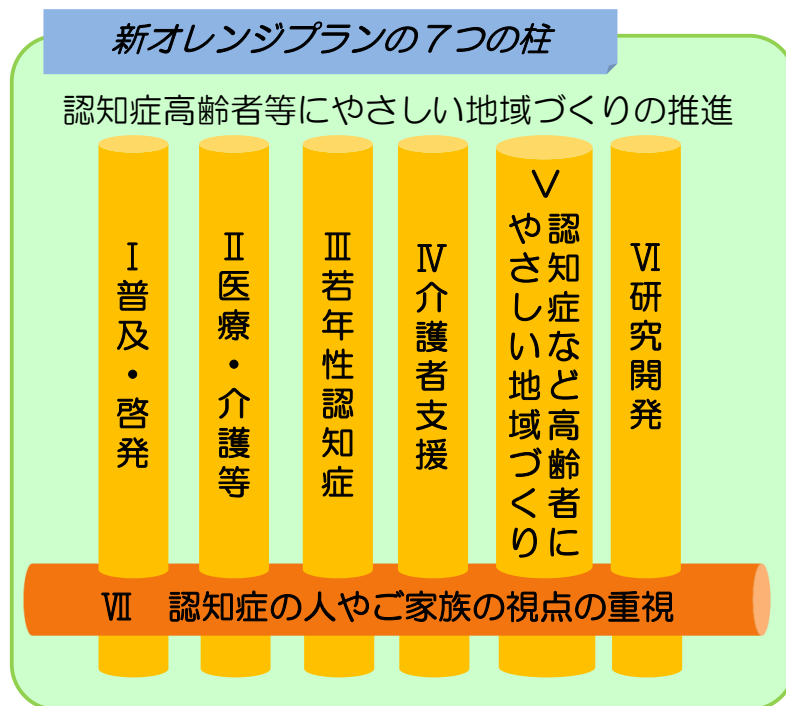 新オレンジプランの７つの柱
認知症高齢者等にやさしい地域づくりの推進
Ⅰ普及・啓発
Ⅱ医療・介護等
Ⅲ若年性認知症
Ⅳ介護者支援
Ⅴ
認知症など高齢者に
やさしい地域づくり
Ⅵ研究開発
Ⅶ　認知症の人やご家族の視点の重視